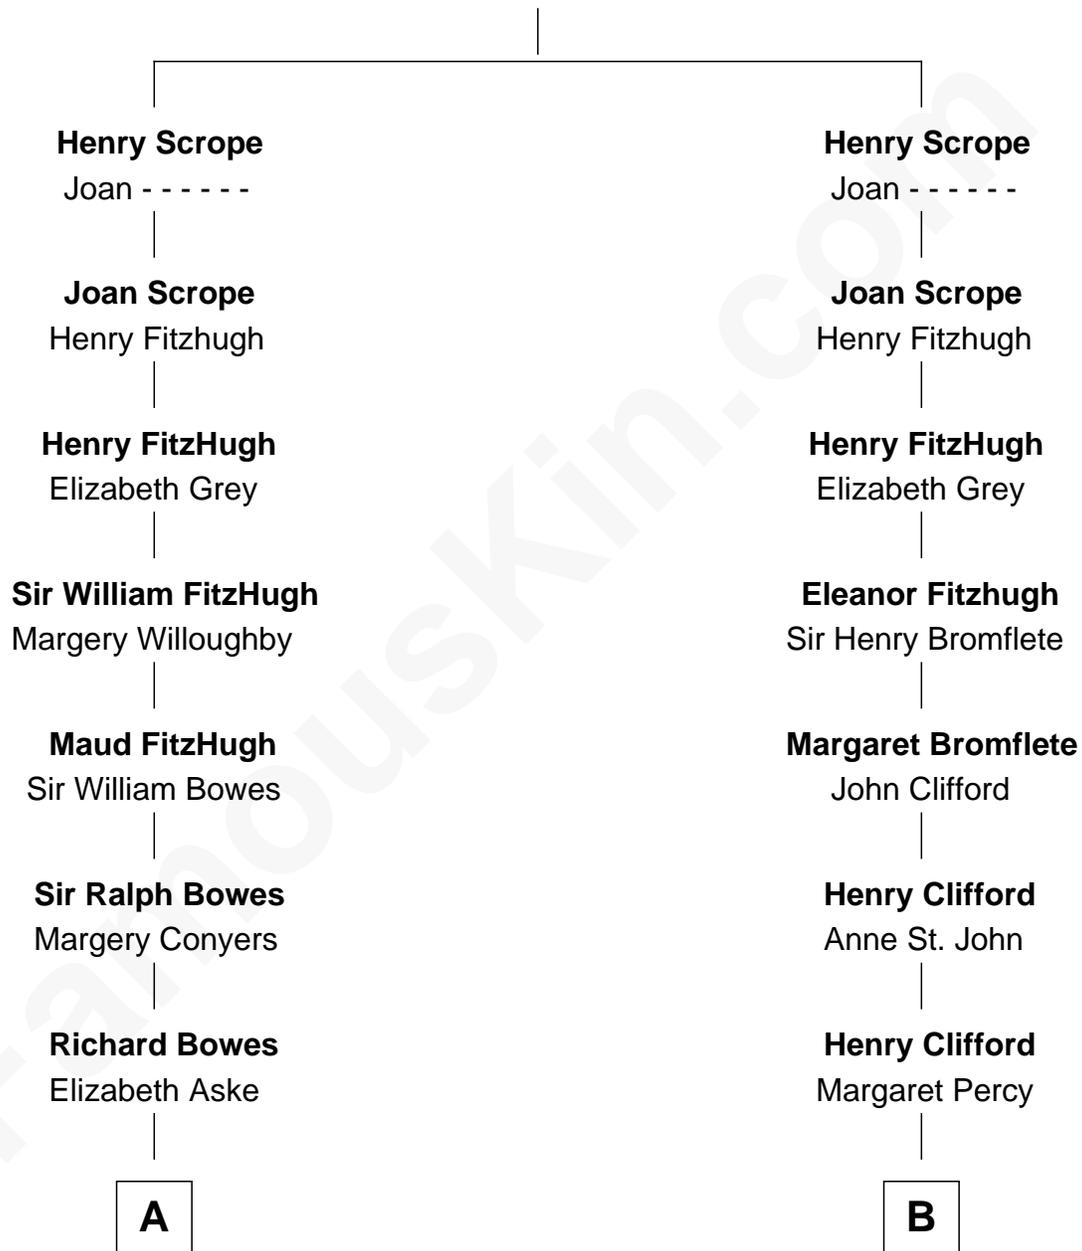 Henry Scrope
Joan - - - - - -
Joan Scrope
Henry Fitzhugh
Henry FitzHugh
Elizabeth Grey
Sir William FitzHugh
Margery Willoughby
Maud FitzHugh
Sir William Bowes
Sir Ralph Bowes
Margery Conyers
Richard Bowes
Elizabeth Aske
A
Henry Scrope
Joan - - - - - -
Joan Scrope
Henry Fitzhugh
Henry FitzHugh
Elizabeth Grey
Eleanor Fitzhugh
Sir Henry Bromflete
Margaret Bromflete
John Clifford
Henry Clifford
Anne St. John
Henry Clifford
Margaret Percy
B
FamousKin.com